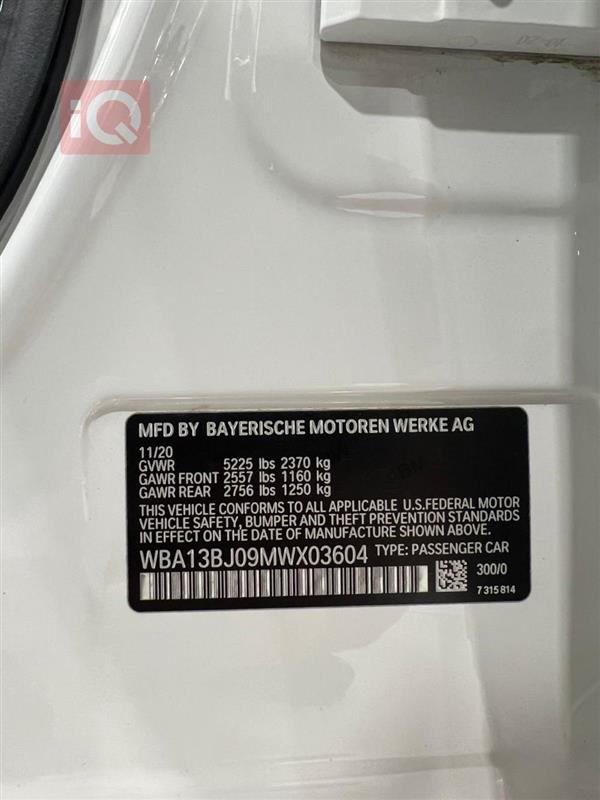 iQ
MFD BY BAYERISCHE MOTOREN WERKE AG
11/20
GVWR 5225 lbs 2370 kg
GAWR FRONT 2557 lbs 1160 kg
GAWR REAR 2756 lbs 1250 kg
THIS VEHICLE CONFORMS TO ALL APPLICABLE U.S.FEDERAL MOTOR
VEHICLE SAFETY, BUMPER AND THEFT PREVENTION STANDARDS
IN EFFECT ON THE DATE OF MANUFACTURE SHOWN ABOVE.
WBA13BJ09MWX03604 TYPE: PASSENGER CAR
300/0
7 315 814